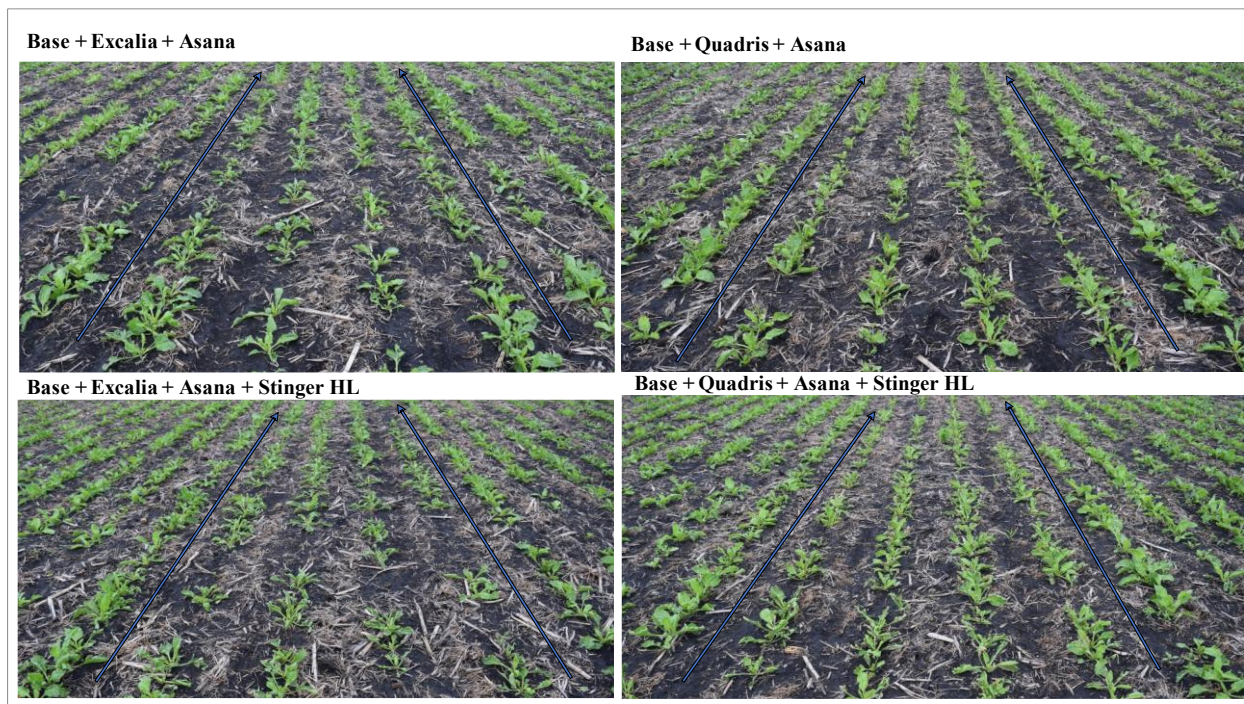 Base + Excalia + Asana
Base + Quadris + Asana
Base + Excalia + Asana + Stinger HL
Base + Quadris + Asana + Stinger HL